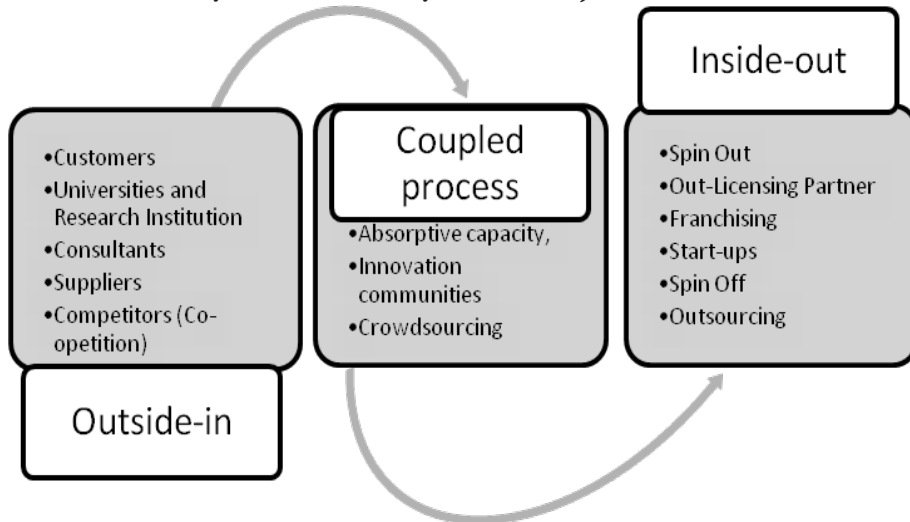 •Customers
•Universities and
Research Institution
•Consultants
•Suppliers
•Competitors (Co-
opetition)
Outside-in
Coupled
process
•Absorptive capacity,
•Innovation
communities
•Crowdsourcing
Inside-out
•Spin Out
•Out-Licensing Partner
•Franchising
•Start-ups
•Spin Off
•Outsourcing